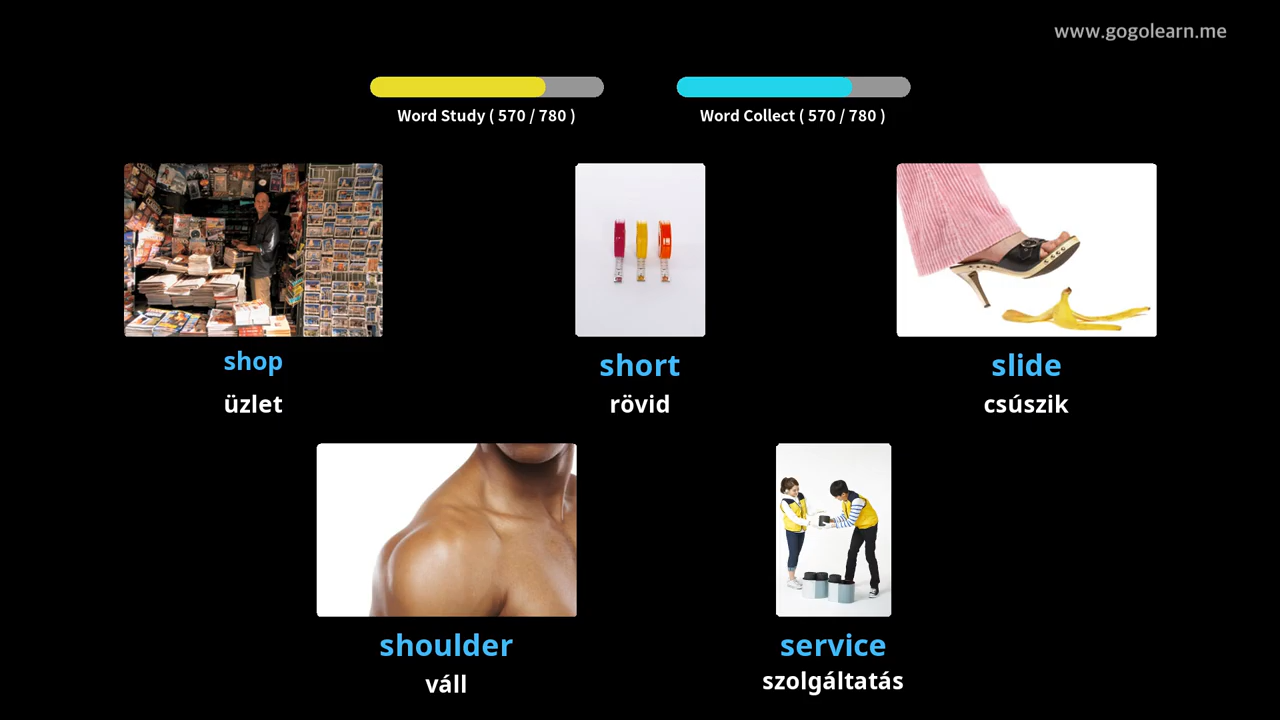 www.gogolearn.me
Word Study ( 570 / 780 )
Word Collect ( 570 / 780 )
shop
üzlet
short
rövid
slide
csúszik
shoulder
váll
service
szolgáltatás